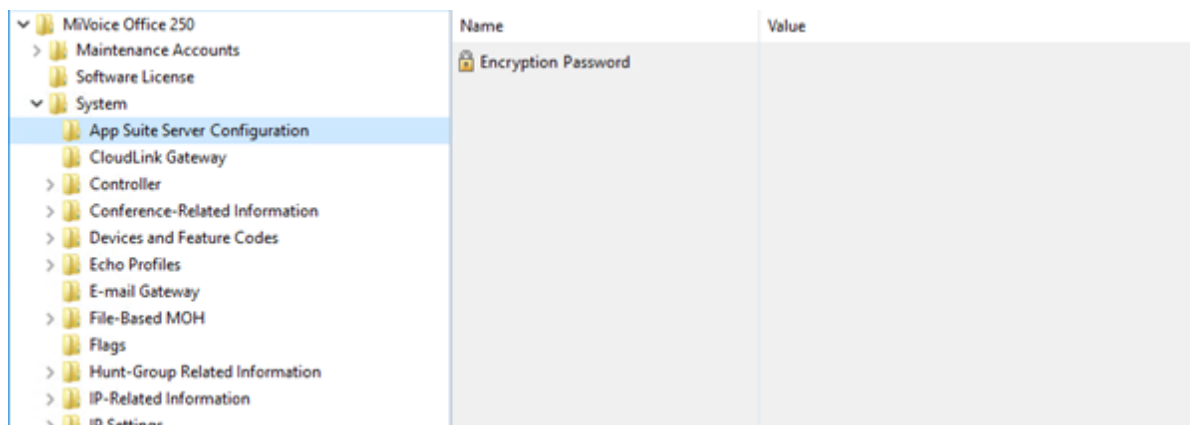 MiVoice Office 250
Maintenance Accounts
Software License
System
App Suite Server Configuration
CloudLink Gateway
Controller
Conference-Related Information
Devices and Feature Codes
Echo Profiles
E-mail Gateway
File-Based MOH
Flags
Hunt-Group Related Information
IP-Related Information
IP Settings
Name Value
Encryption Password